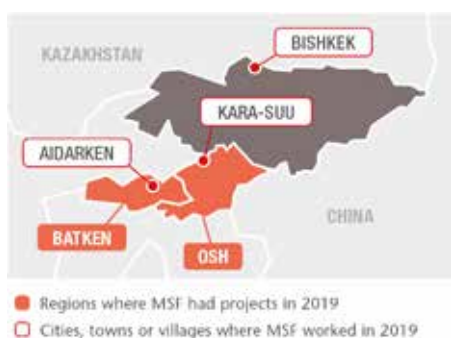 BISHKEK
KAZAKHSTAN
KARA-SUU
AIDARKEN
CHINA
BATKEN
OSH
Regions where MSF had projects in 2019
Cities, towns or villages where MSF worked in 2019